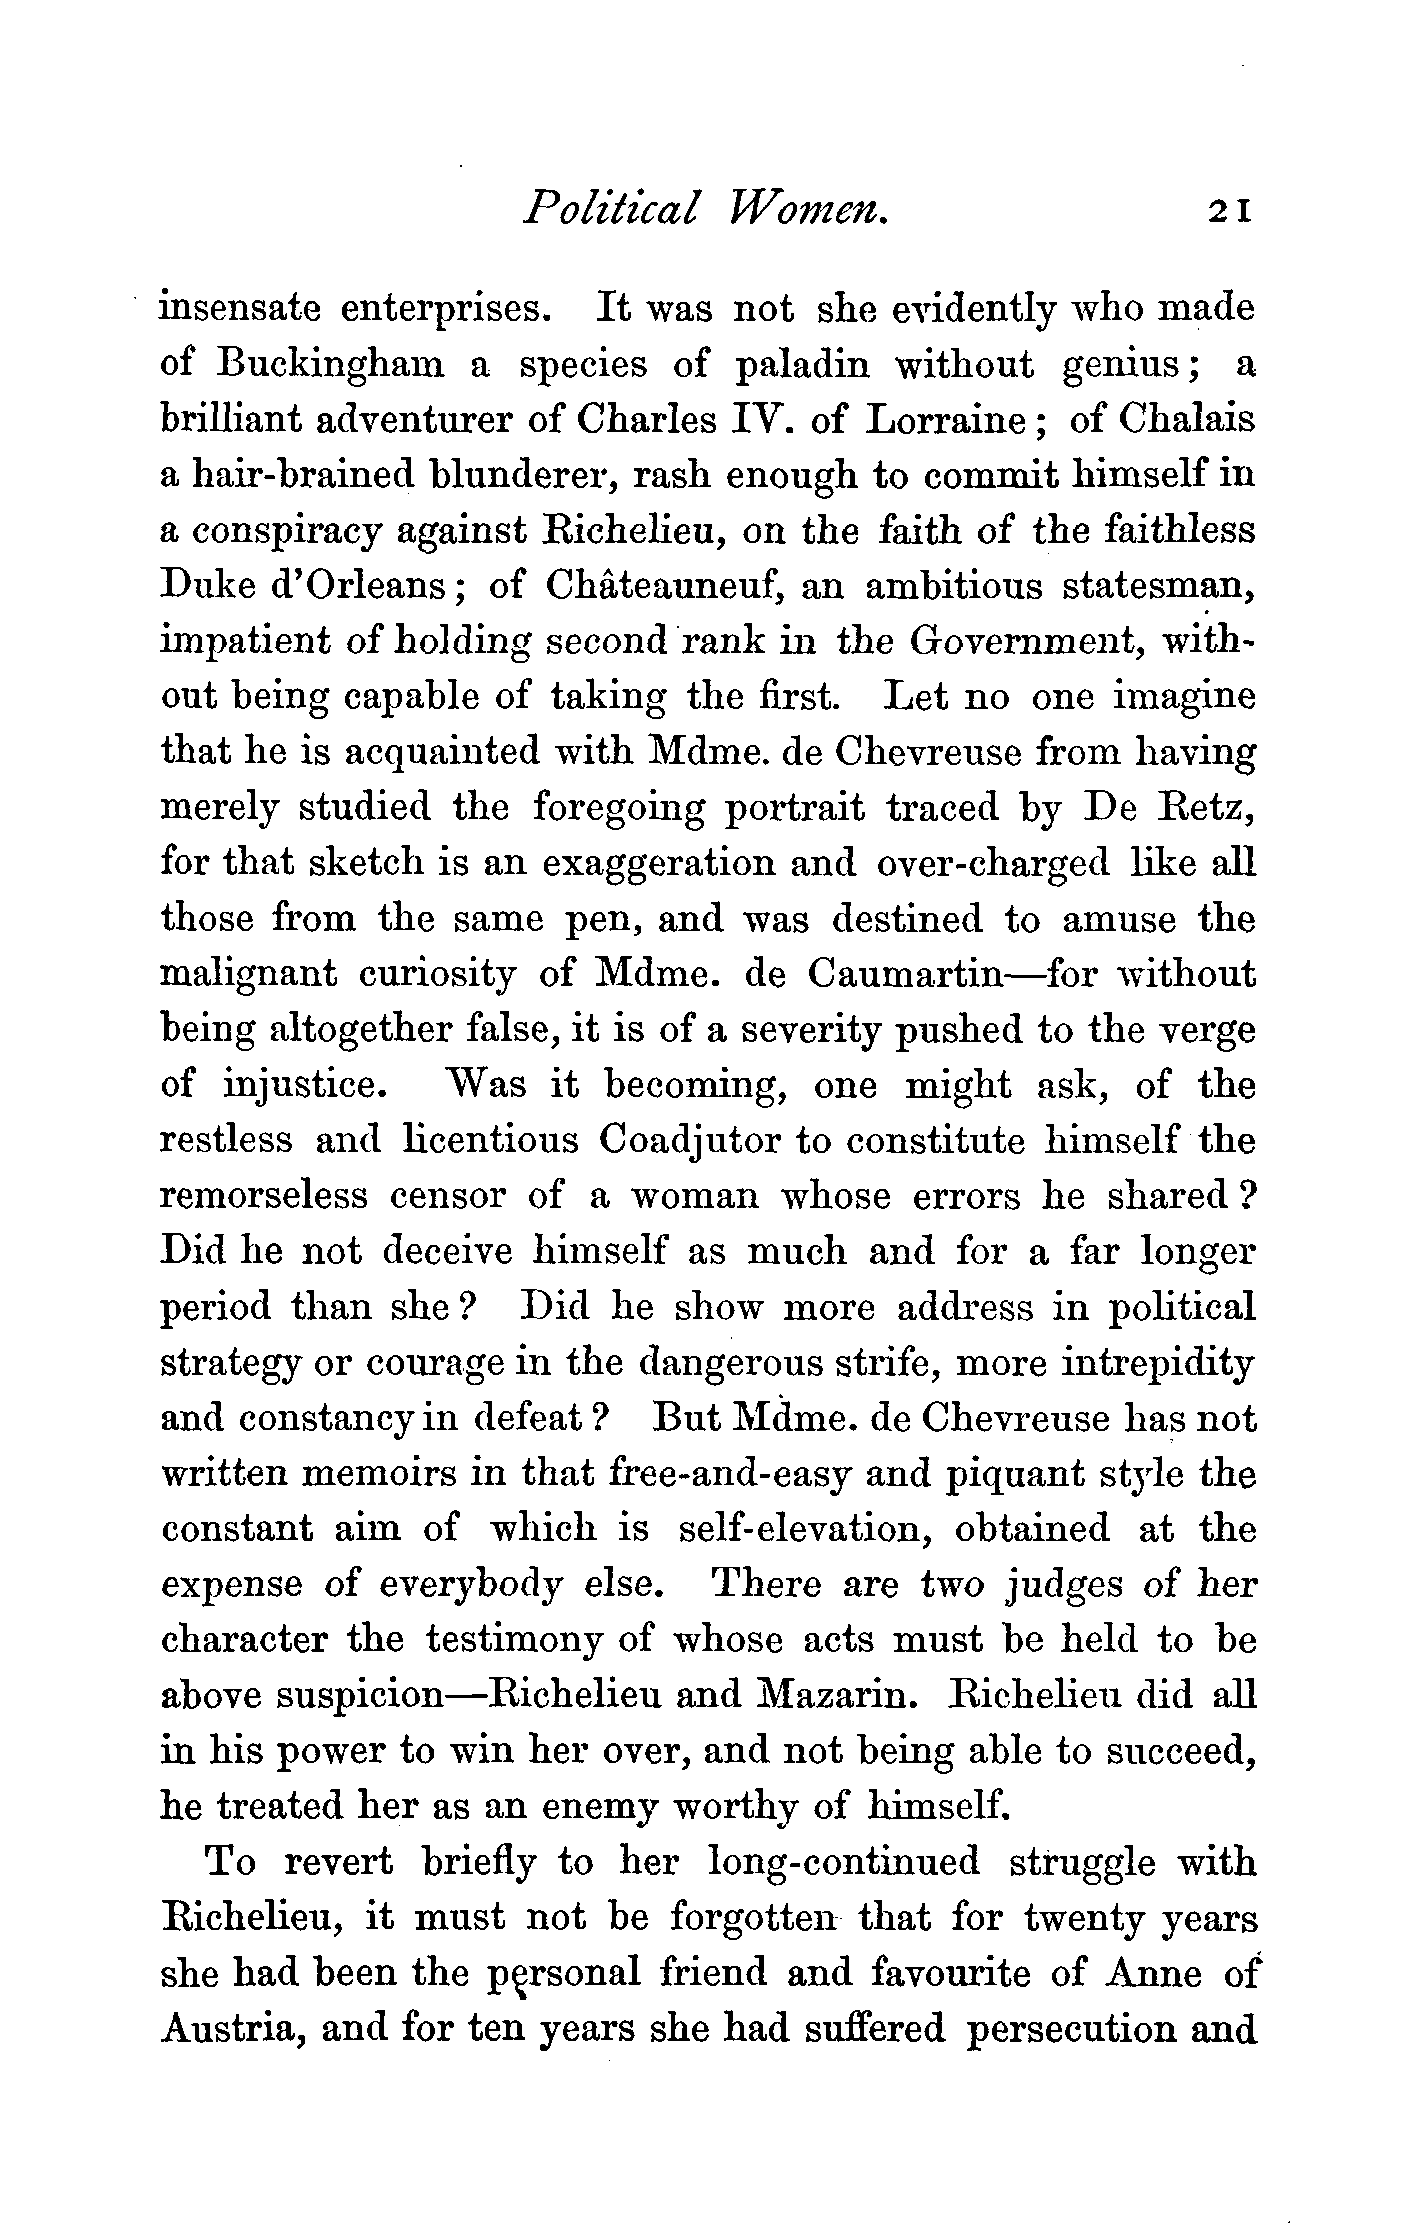 Political Women. 21
insensate enterprises. It was not she evidently who made
of Buckingham a species of paladin without genius; a
brilliant adventurer of Charles IV. of Lorraine; of Chalais
a hair-brained blunderer, rash enough to commit himself in
a conspiracy against Richelieu, on the faith of the faithless
Duke d'Orleans; of Châteauneuf, an ambitious statesman,
impatient of holding second rank in the Government, with-
out being capable of taking the first. Let no one imagine
that he is acquainted with Mdme. de Chevreuse from having
merely studied the foregoing portrait traced by De Retz,
for that sketch is an exaggeration and over-charged like all
those from the same pen, and was destined to amuse the
malignant curiosity of Mdme. de Caumartin—for without
being altogether false, it is of a severity pushed to the verge
of injustice. Was it becoming, one might ask, of the
restless and licentious Coadjutor to constitute himself the
remorseless censor of a woman whose errors he shared?
Did he not deceive himself as much and for a far longer
period than she? Did he show more address in political
strategy or courage in the dangerous strife, more intrepidity
and constancy in defeat? But Mdme. de Chevreuse has not
written memoirs in that free-and-easy and piquant style the
constant aim of which is self-elevation, obtained at the
expense of everybody else. There are two judges of her
character the testimony of whose acts must be held to be
above suspicion—Richelieu and Mazarin. Richelieu did all
in his power to win her over, and not being able to succeed,
he treated her as an enemy worthy of himself.
To revert briefly to her long-continued struggle with
Richelieu, it must not be forgotten that for twenty years
she had been the personal friend and favourite of Anne of
Austria, and for ten years she had suffered persecution and